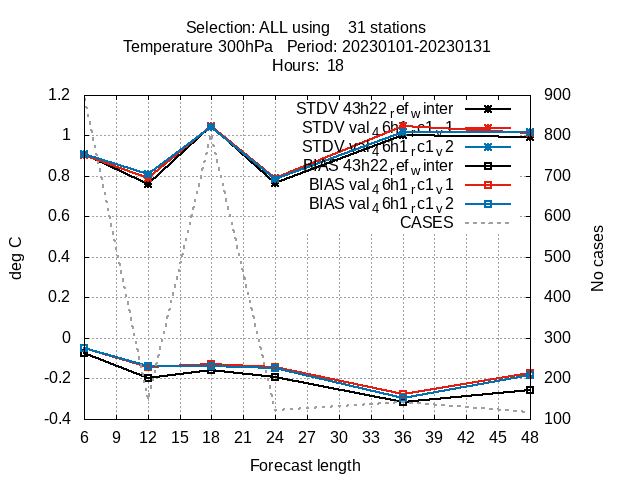 Selection: ALL using    31 stations
Temperature 300hPa   Period: 20230101-20230131
Hours: 18
STDV 43h22_ref_winter
STDV val_46h1_rc1_v1
STDV val_46h1_rc1_v2
BIAS 43h22_ref_winter
BIAS val_46h1_rc1_v1
BIAS val_46h1_rc1_v2
CASES
1.2
1
0.8
0.6
0.4
0.2
0
-0.2
-0.4
deg C
900
800
700
600
500
400
300
200
100
No cases
6 9 12 15 18 21 24 27 30 33 36 39 42 45 48
Forecast length